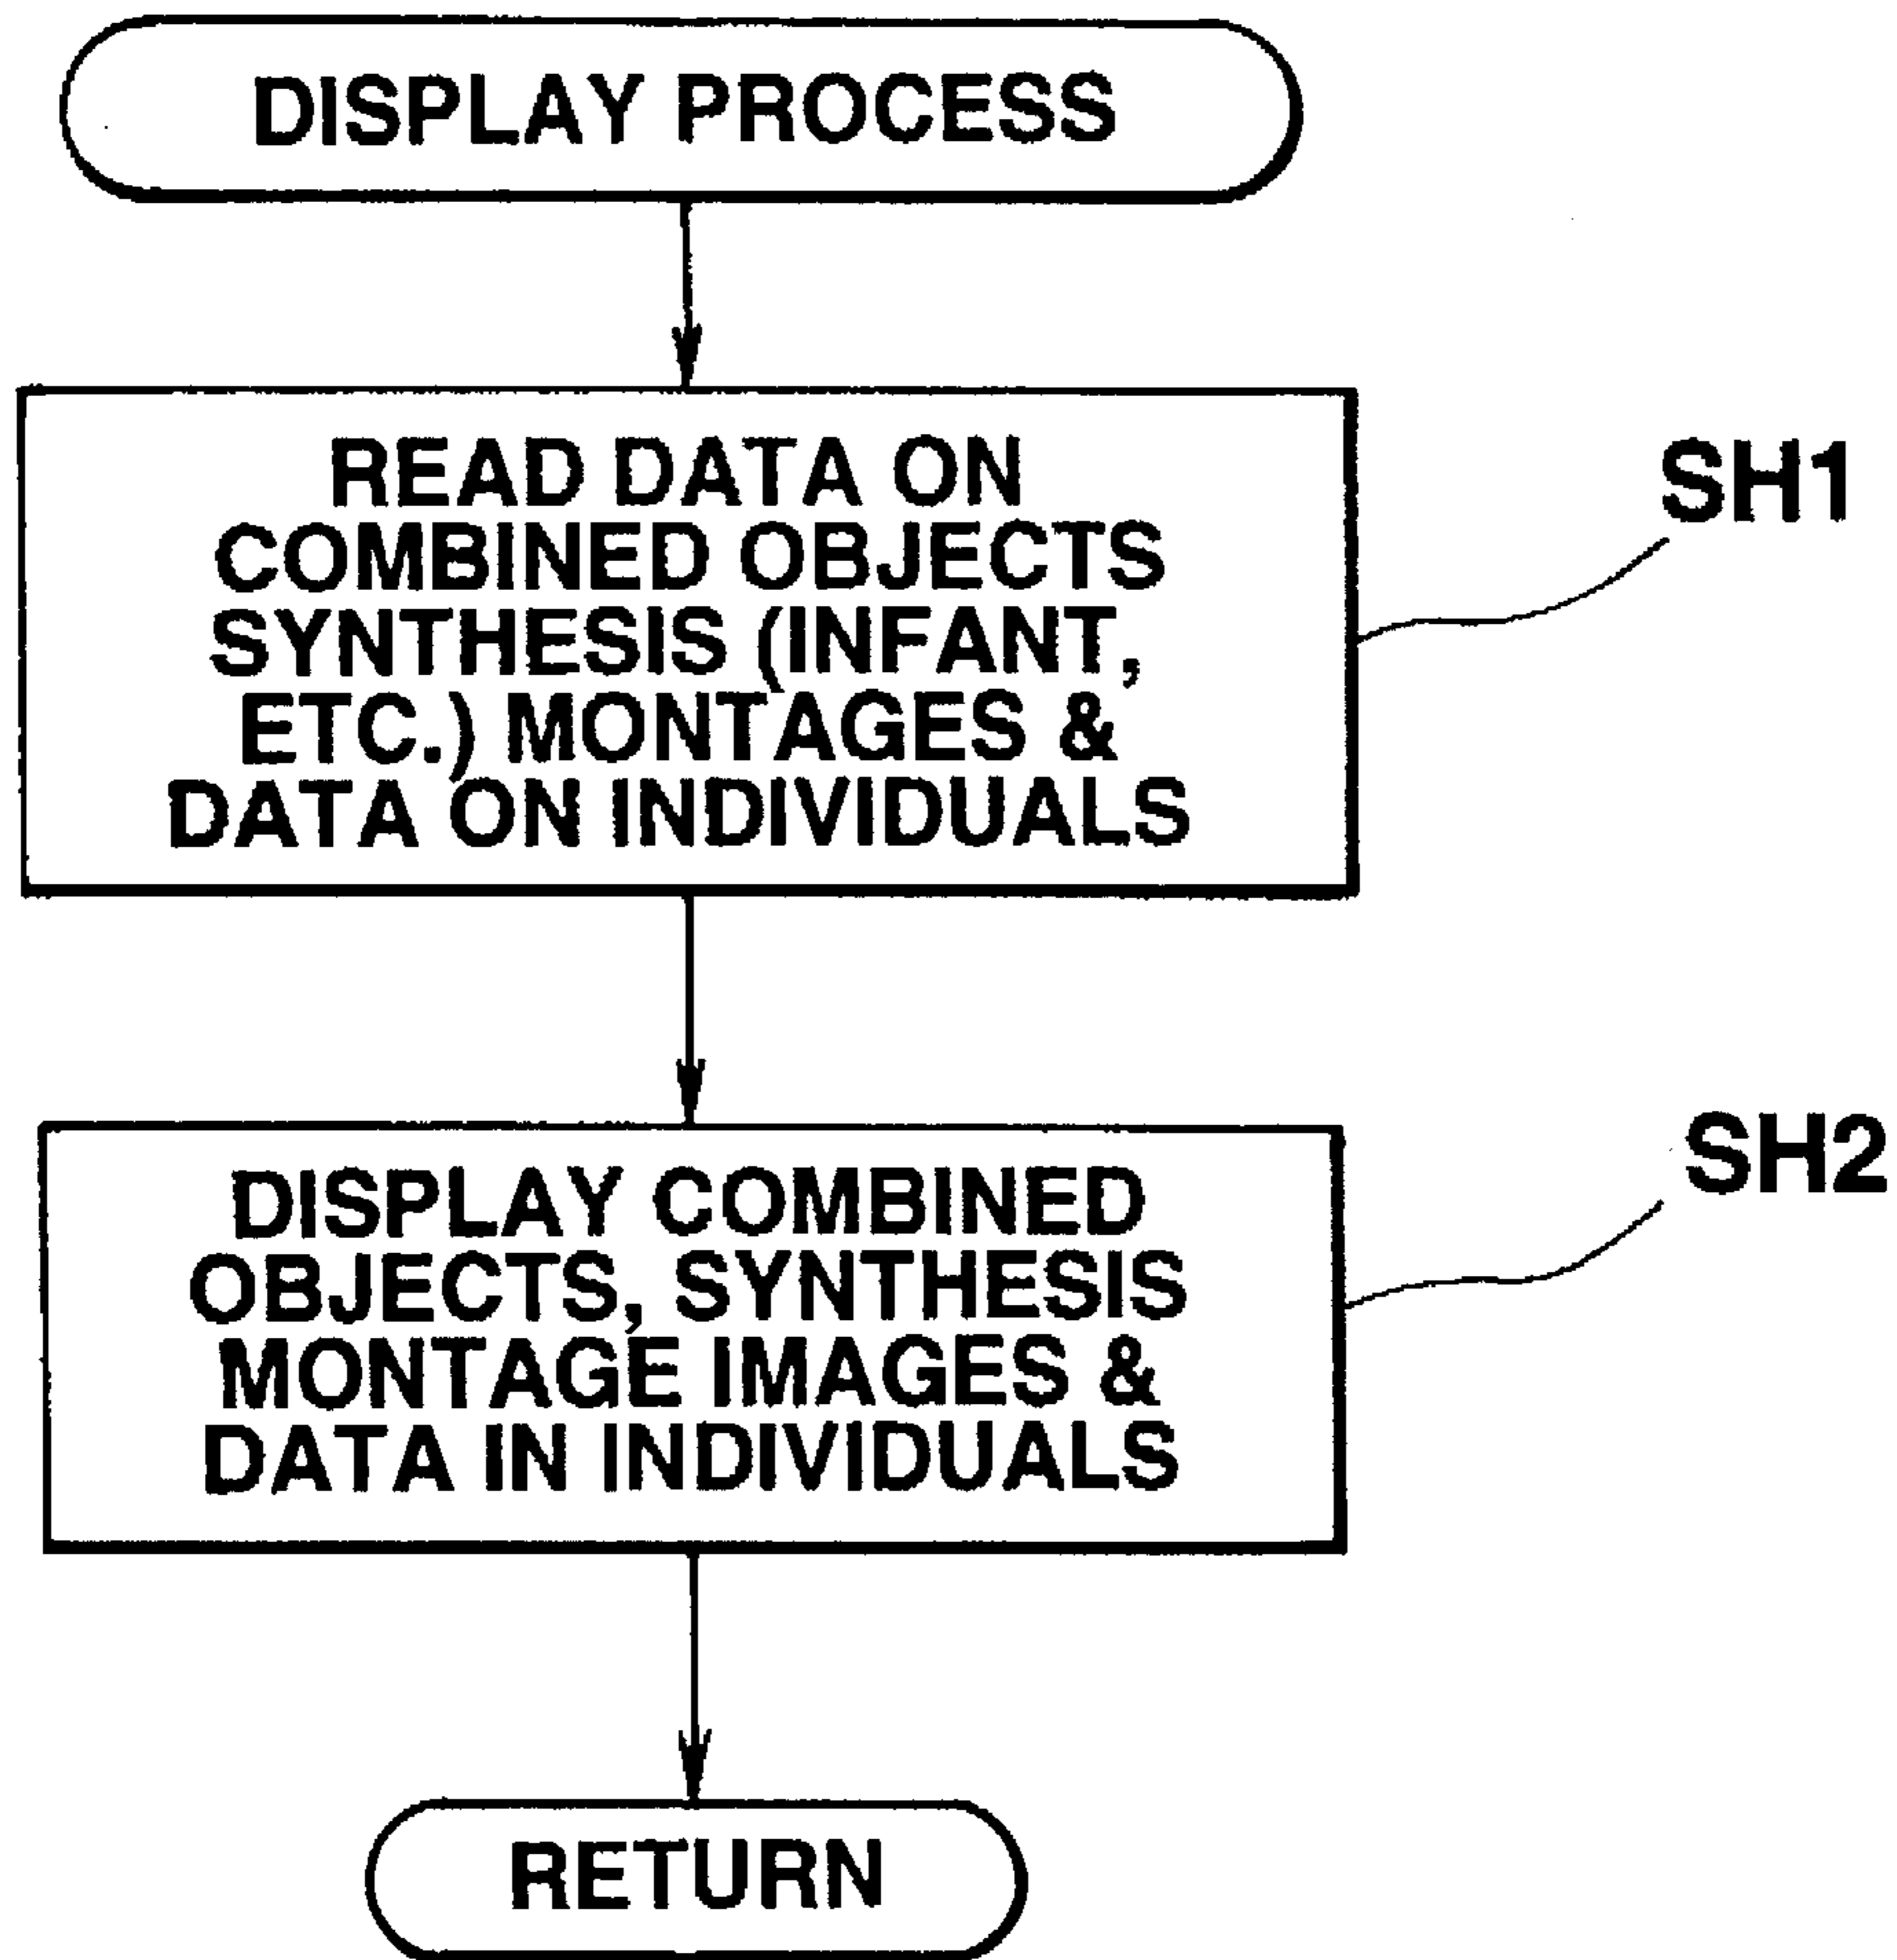 DISPLAY PROCESS
READ DATA ON
COMBINED OBJECTS
SYNTHESIS (INFANT,
ETC.) MONTAGES &
DATA ON INDIVIDUALS
SH1
DISPLAY COMBINED
OBJECTS, SYNTHESIS
MONTAGE IMAGES &
DATA IN INDIVIDUALS
SH2
RETURN